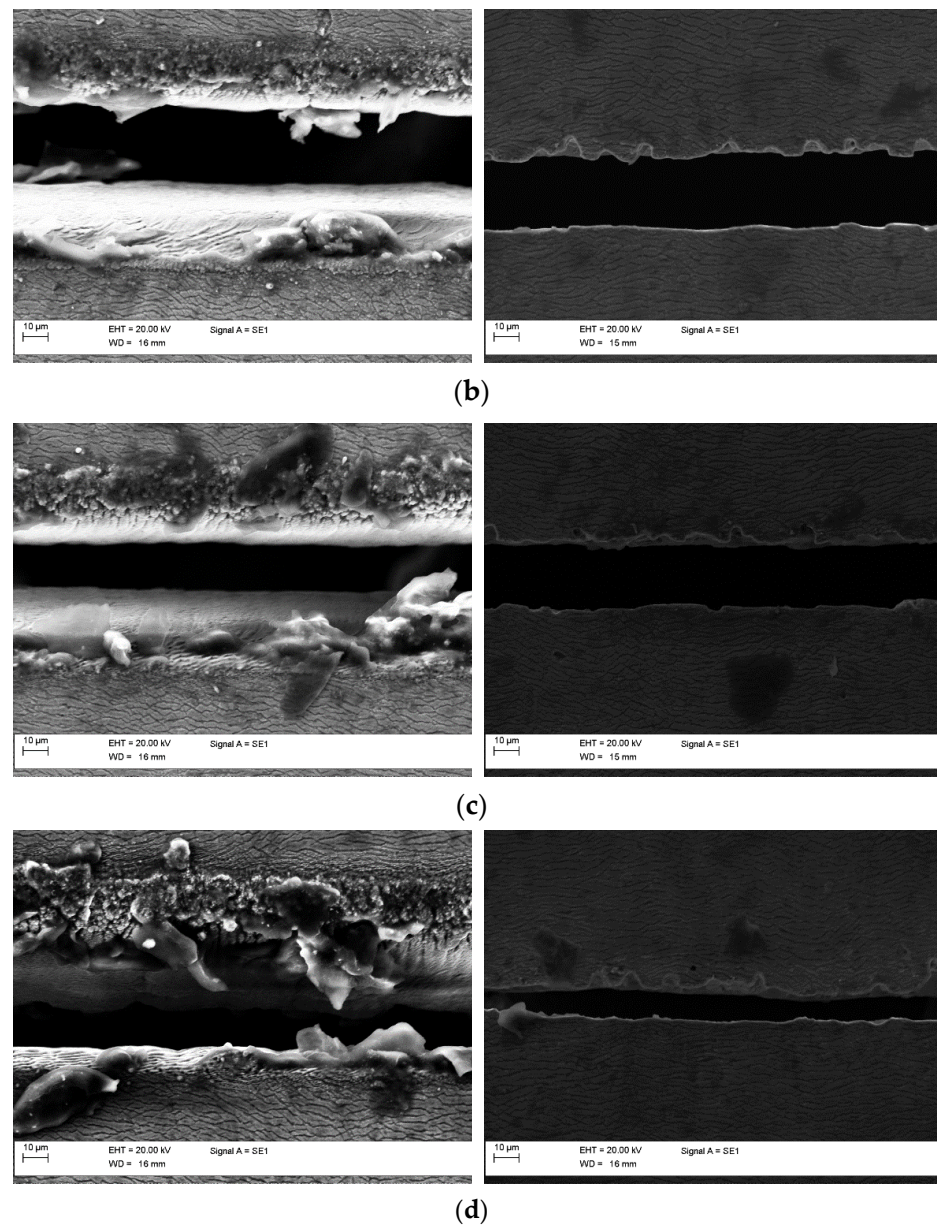 10 µm EHT = 20.00 kV Signal A = SE1
WD = 16 mm
10 µm EHT = 20.00 kV Signal A = SE1
WD = 15 mm
(b)
10 µm EHT = 20.00 kV Signal A = SE1
WD = 16 mm
10 µm EHT = 20.00 kV Signal A = SE1
WD = 15 mm
(c)
10 µm EHT = 20.00 kV Signal A = SE1
WD = 16 mm
10 µm EHT = 20.00 kV Signal A = SE1
WD = 16 mm
(d)